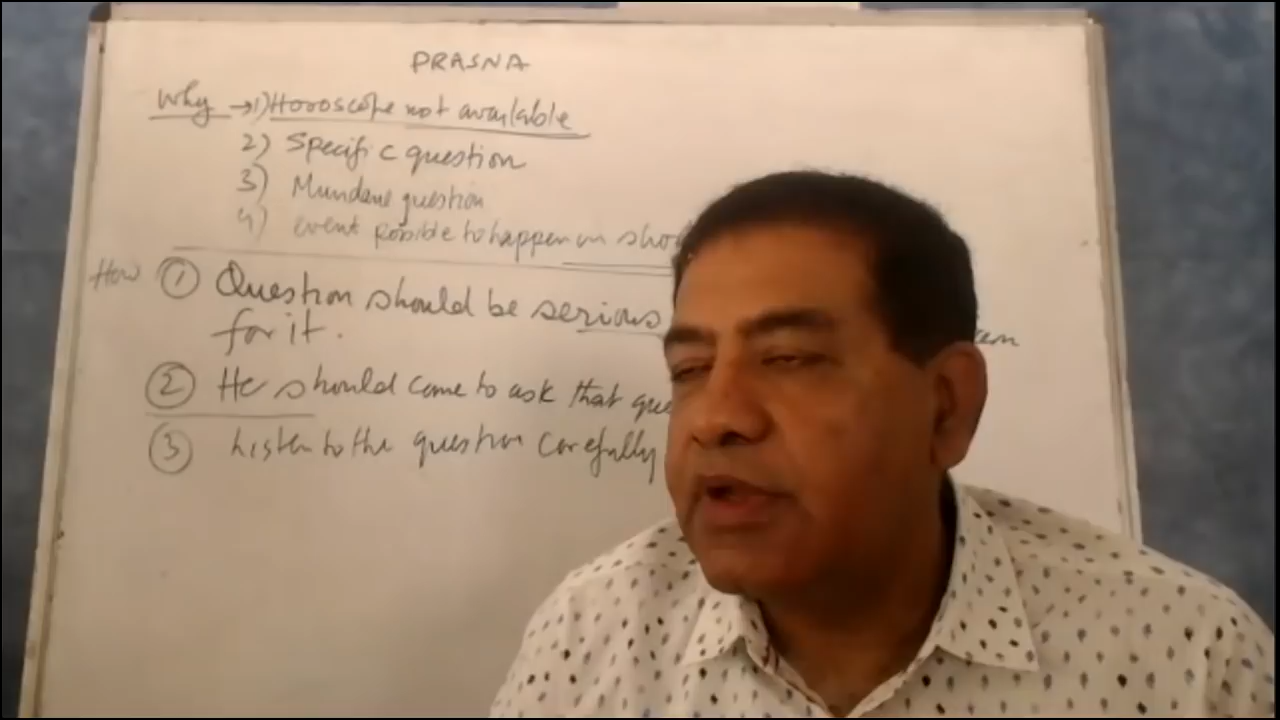 PRASNA
Why →1) Horoscope not available
2) Specific question
3) Mundane question
4) event possible to happen in
How ① Question should be serious
for it.
② He should come to ask that
③ Listen to the question carefully